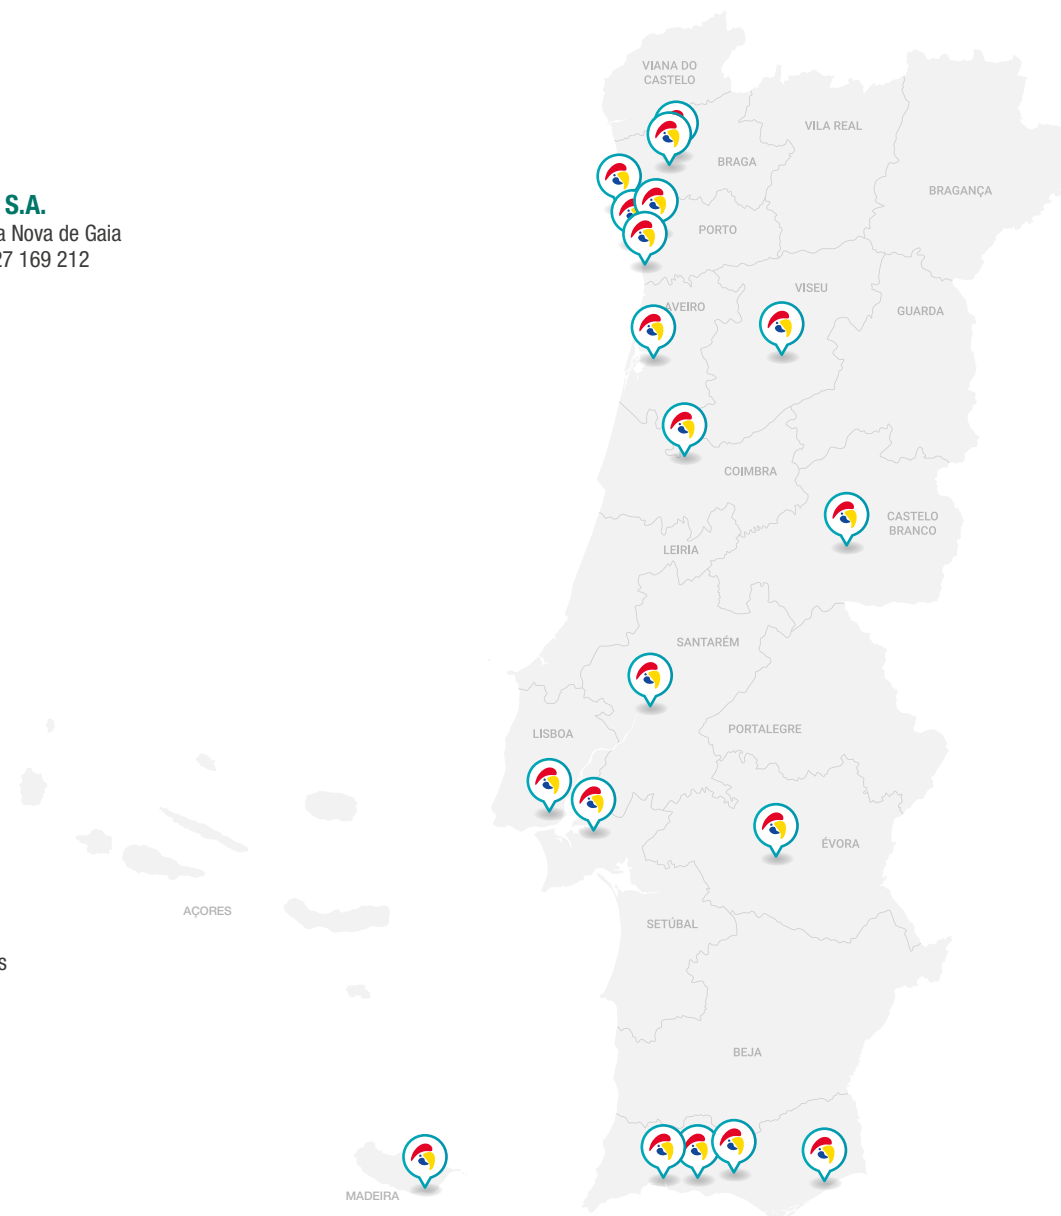 VIANA DO
CASTELO
VILA REAL
BRAGA
BRAGANÇA
S.A.
a Nova de Gaia
27 169 212
PORTO
VISEU
AVEIRO
GUARDA
COIMBRA
CASTELO
BRANCO
LEIRIA
SANTARÉM
PORTALEGRE
LISBOA
ÉVORA
AÇORES
SETÚBAL
s
BEJA
MADEIRA